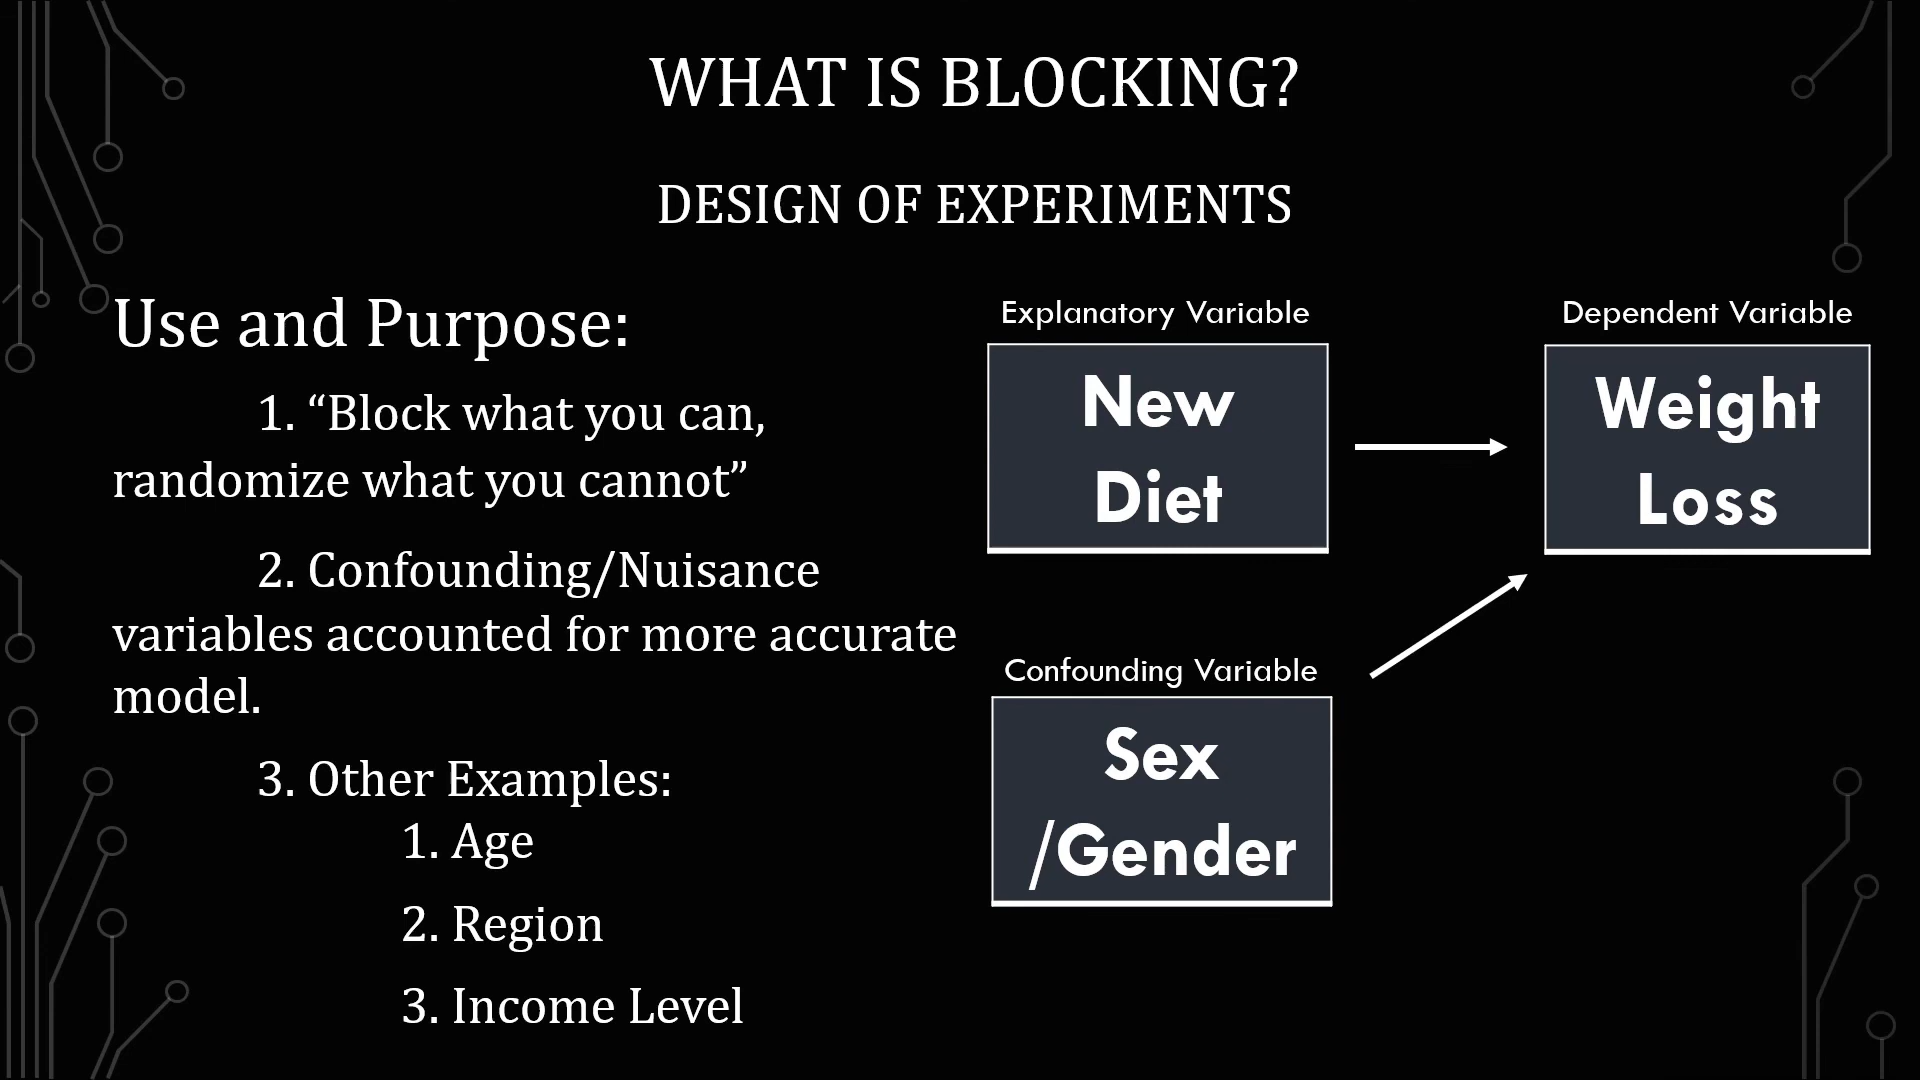 WHAT IS BLOCKING?
DESIGN OF EXPERIMENTS
Use and Purpose:
1. “Block what you can,
randomize what you cannot”
2. Confounding/Nuisance
variables accounted for more accurate
model.
3. Other Examples:
1. Age
2. Region
3. Income Level
Explanatory Variable
New
Diet
Dependent Variable
Weight
Loss
Confounding Variable
Sex
/Gender